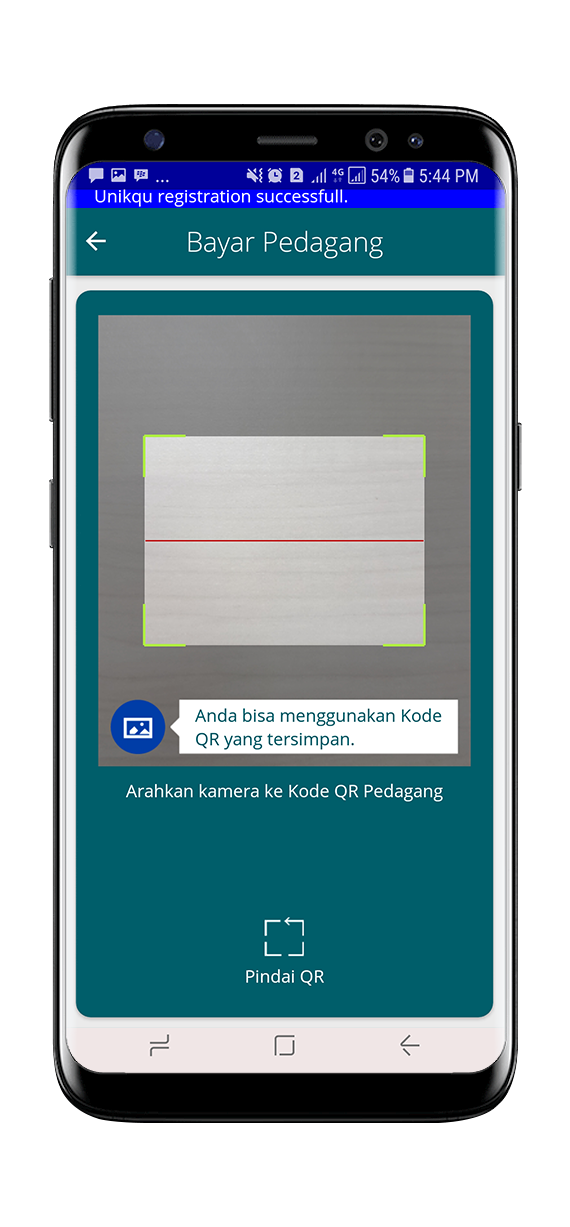 ... 2 4G 54% 5:44 PM
Unikqu registration successfull.
Bayar Pedagang
Anda bisa menggunakan Kode
QR yang tersimpan.
Arahkan kamera ke Kode QR Pedagang
Pindai QR